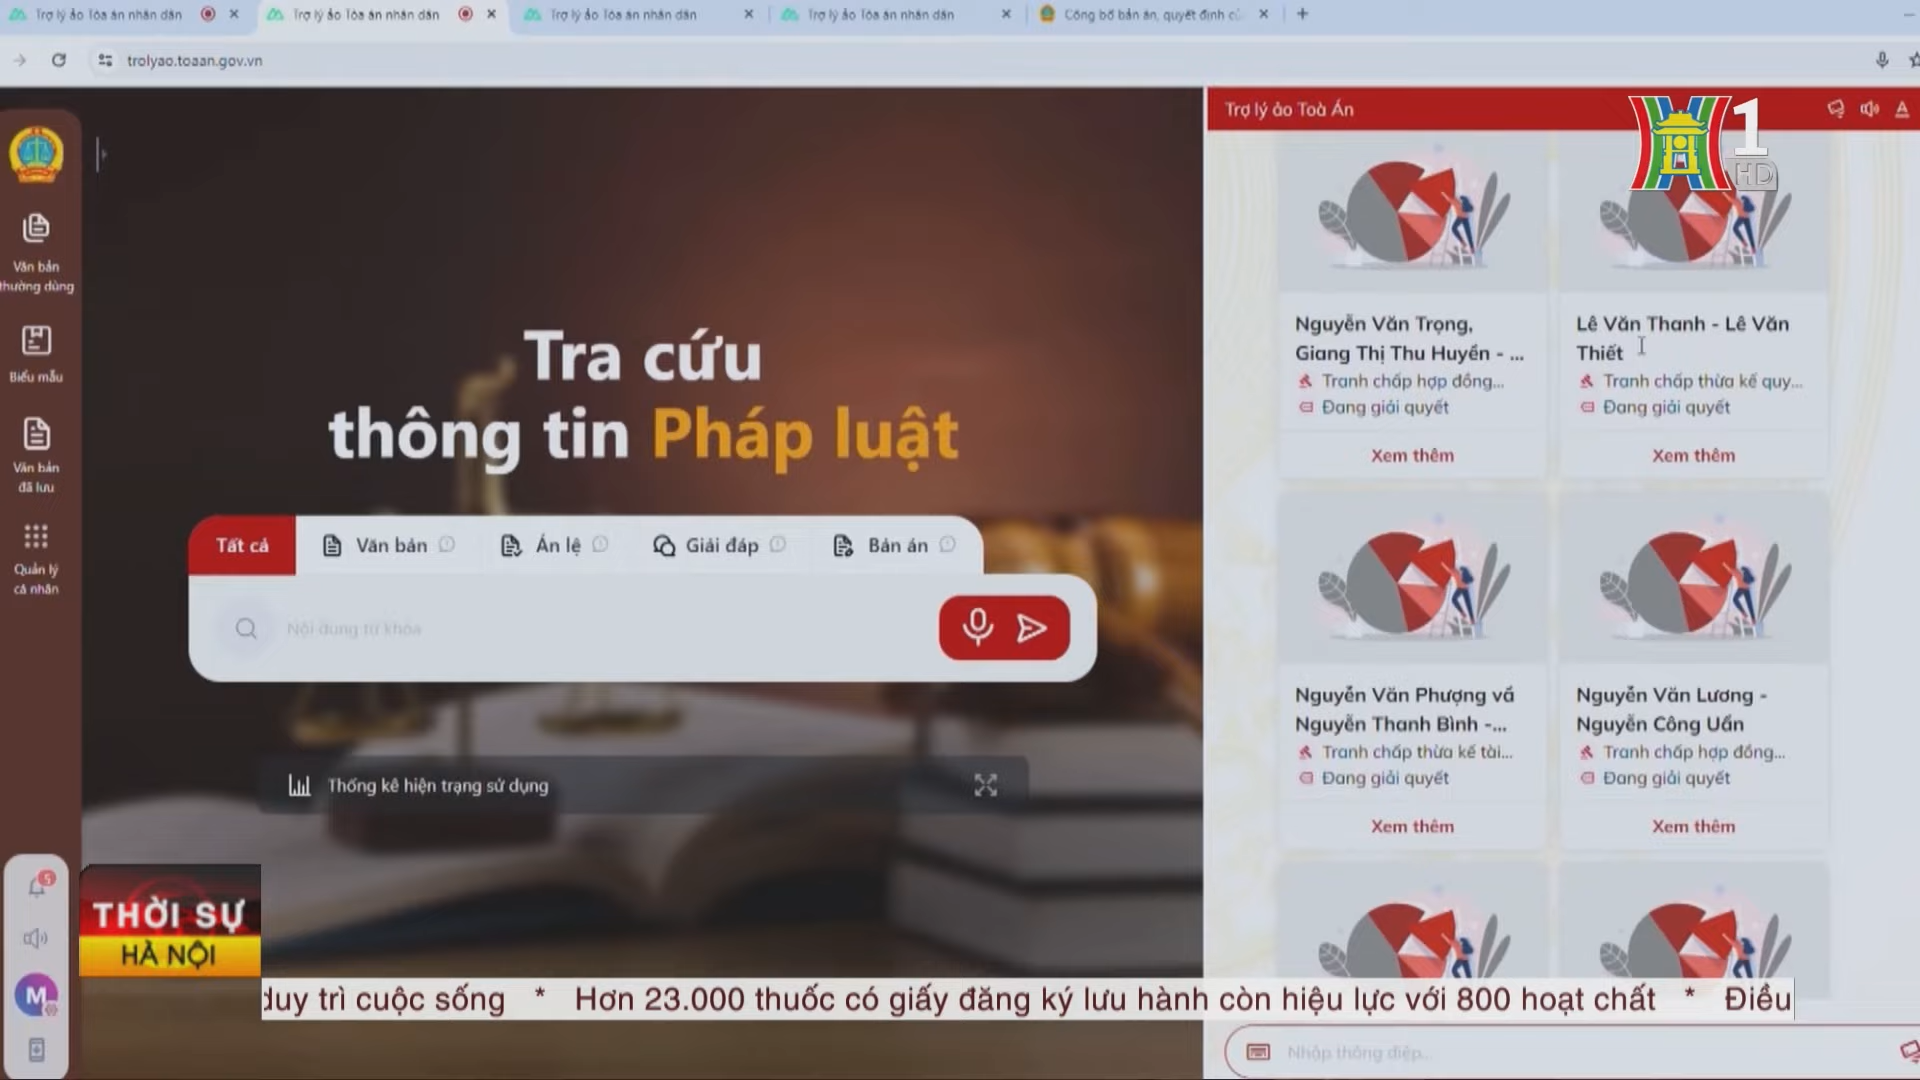 Trợ lý ảo Tòa án nhân dân
Trợ lý ảo Tòa án nhân dân
Trợ lý ảo Tòa án nhân dân
Trợ lý ảo Tòa án nhân dân
Công bố bản án, quyết định củ
trolyao.toaan.gov.vn
Văn bản
thường dùng
Biểu mẫu
Văn bản
đã lưu
Quản lý
cá nhân
5
M
Tra cứu
thông tin Pháp luật
Tất cả
Văn bản
Án lệ
Giải đáp
Bản án
Nội dung từ khóa
Thống kê hiện trạng sử dụng
Trợ lý ảo Toà Án
1
HD
Nguyễn Văn Trọng,
Giang Thị Thu Huyền - ...
Tranh chấp hợp đồng...
Đang giải quyết
Xem thêm
Lê Văn Thanh - Lê Văn
Thiết
Tranh chấp thừa kế quy...
Đang giải quyết
Xem thêm
Nguyễn Văn Phượng và
Nguyễn Thanh Bình -...
Tranh chấp thừa kế tài...
Đang giải quyết
Xem thêm
Nguyễn Văn Lương -
Nguyễn Công Uẩn
Tranh chấp hợp đồng...
Đang giải quyết
Xem thêm
Nhập thông điệp..
THỜI SỰ
HÀ NỘI
duy trì cuộc sống * Hơn 23.000 thuốc có giấy đăng ký lưu hành còn hiệu lực với 800 hoạt chất * Điều